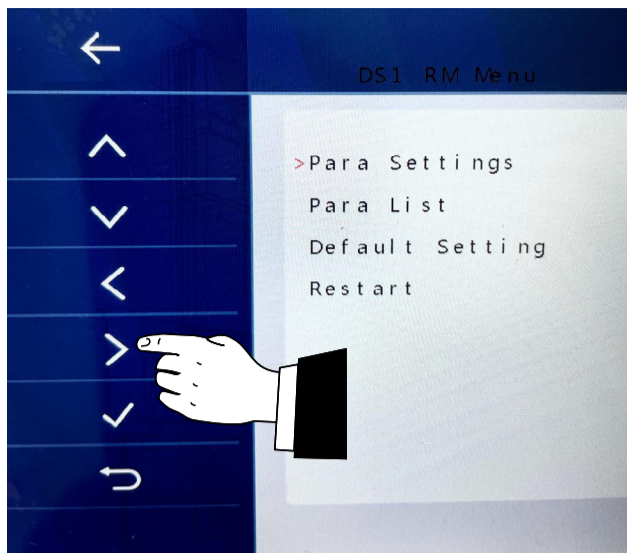 DS1 RM Menu
>Para Settings
Para List
Default Setting
Restart